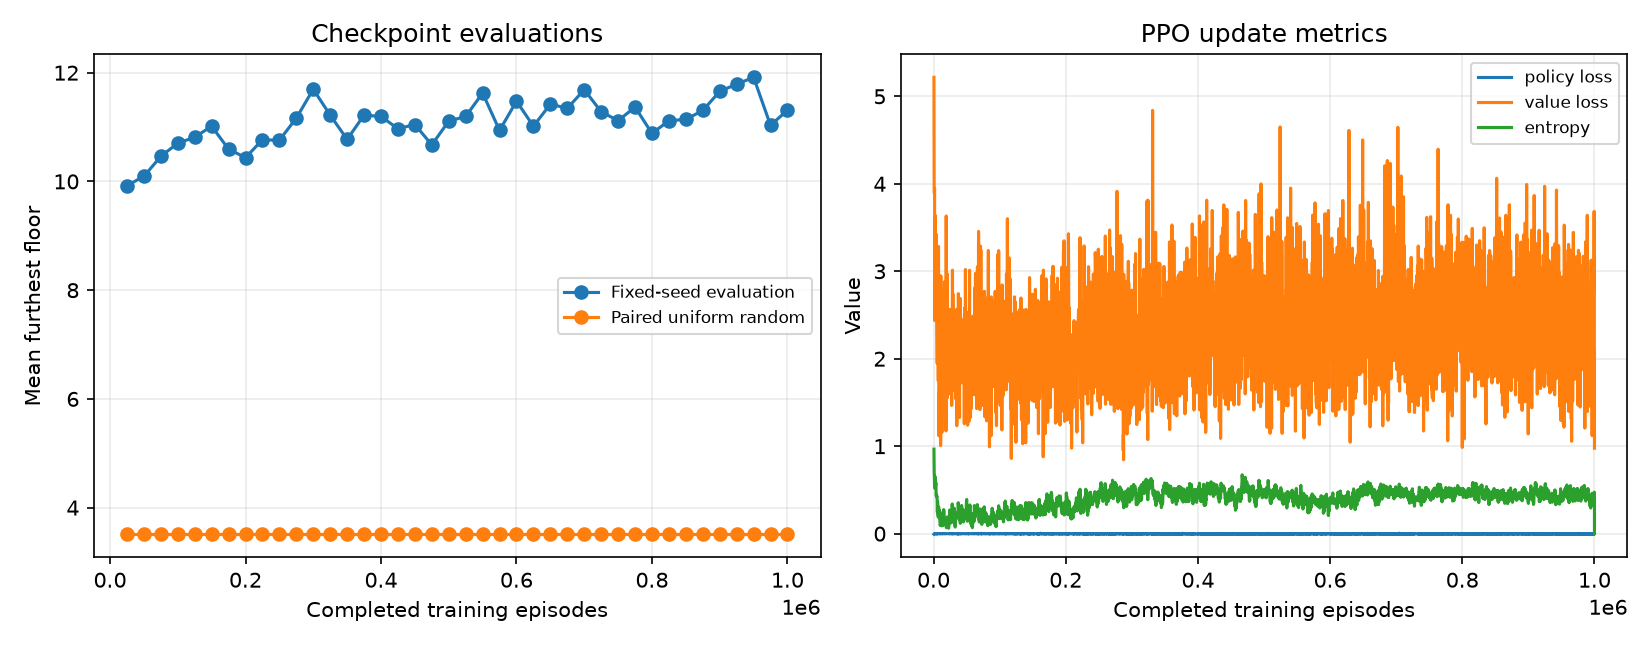 Checkpoint evaluations
Mean furthest floor
12
10
8
6
4
Fixed-seed evaluation
Paired uniform random
0.0 0.2 0.4 0.6 0.8 1.0
1e6
Completed training episodes
PPO update metrics
Value
5
4
3
2
1
0
policy loss
value loss
entropy
0.0 0.2 0.4 0.6 0.8 1.0
1e6
Completed training episodes